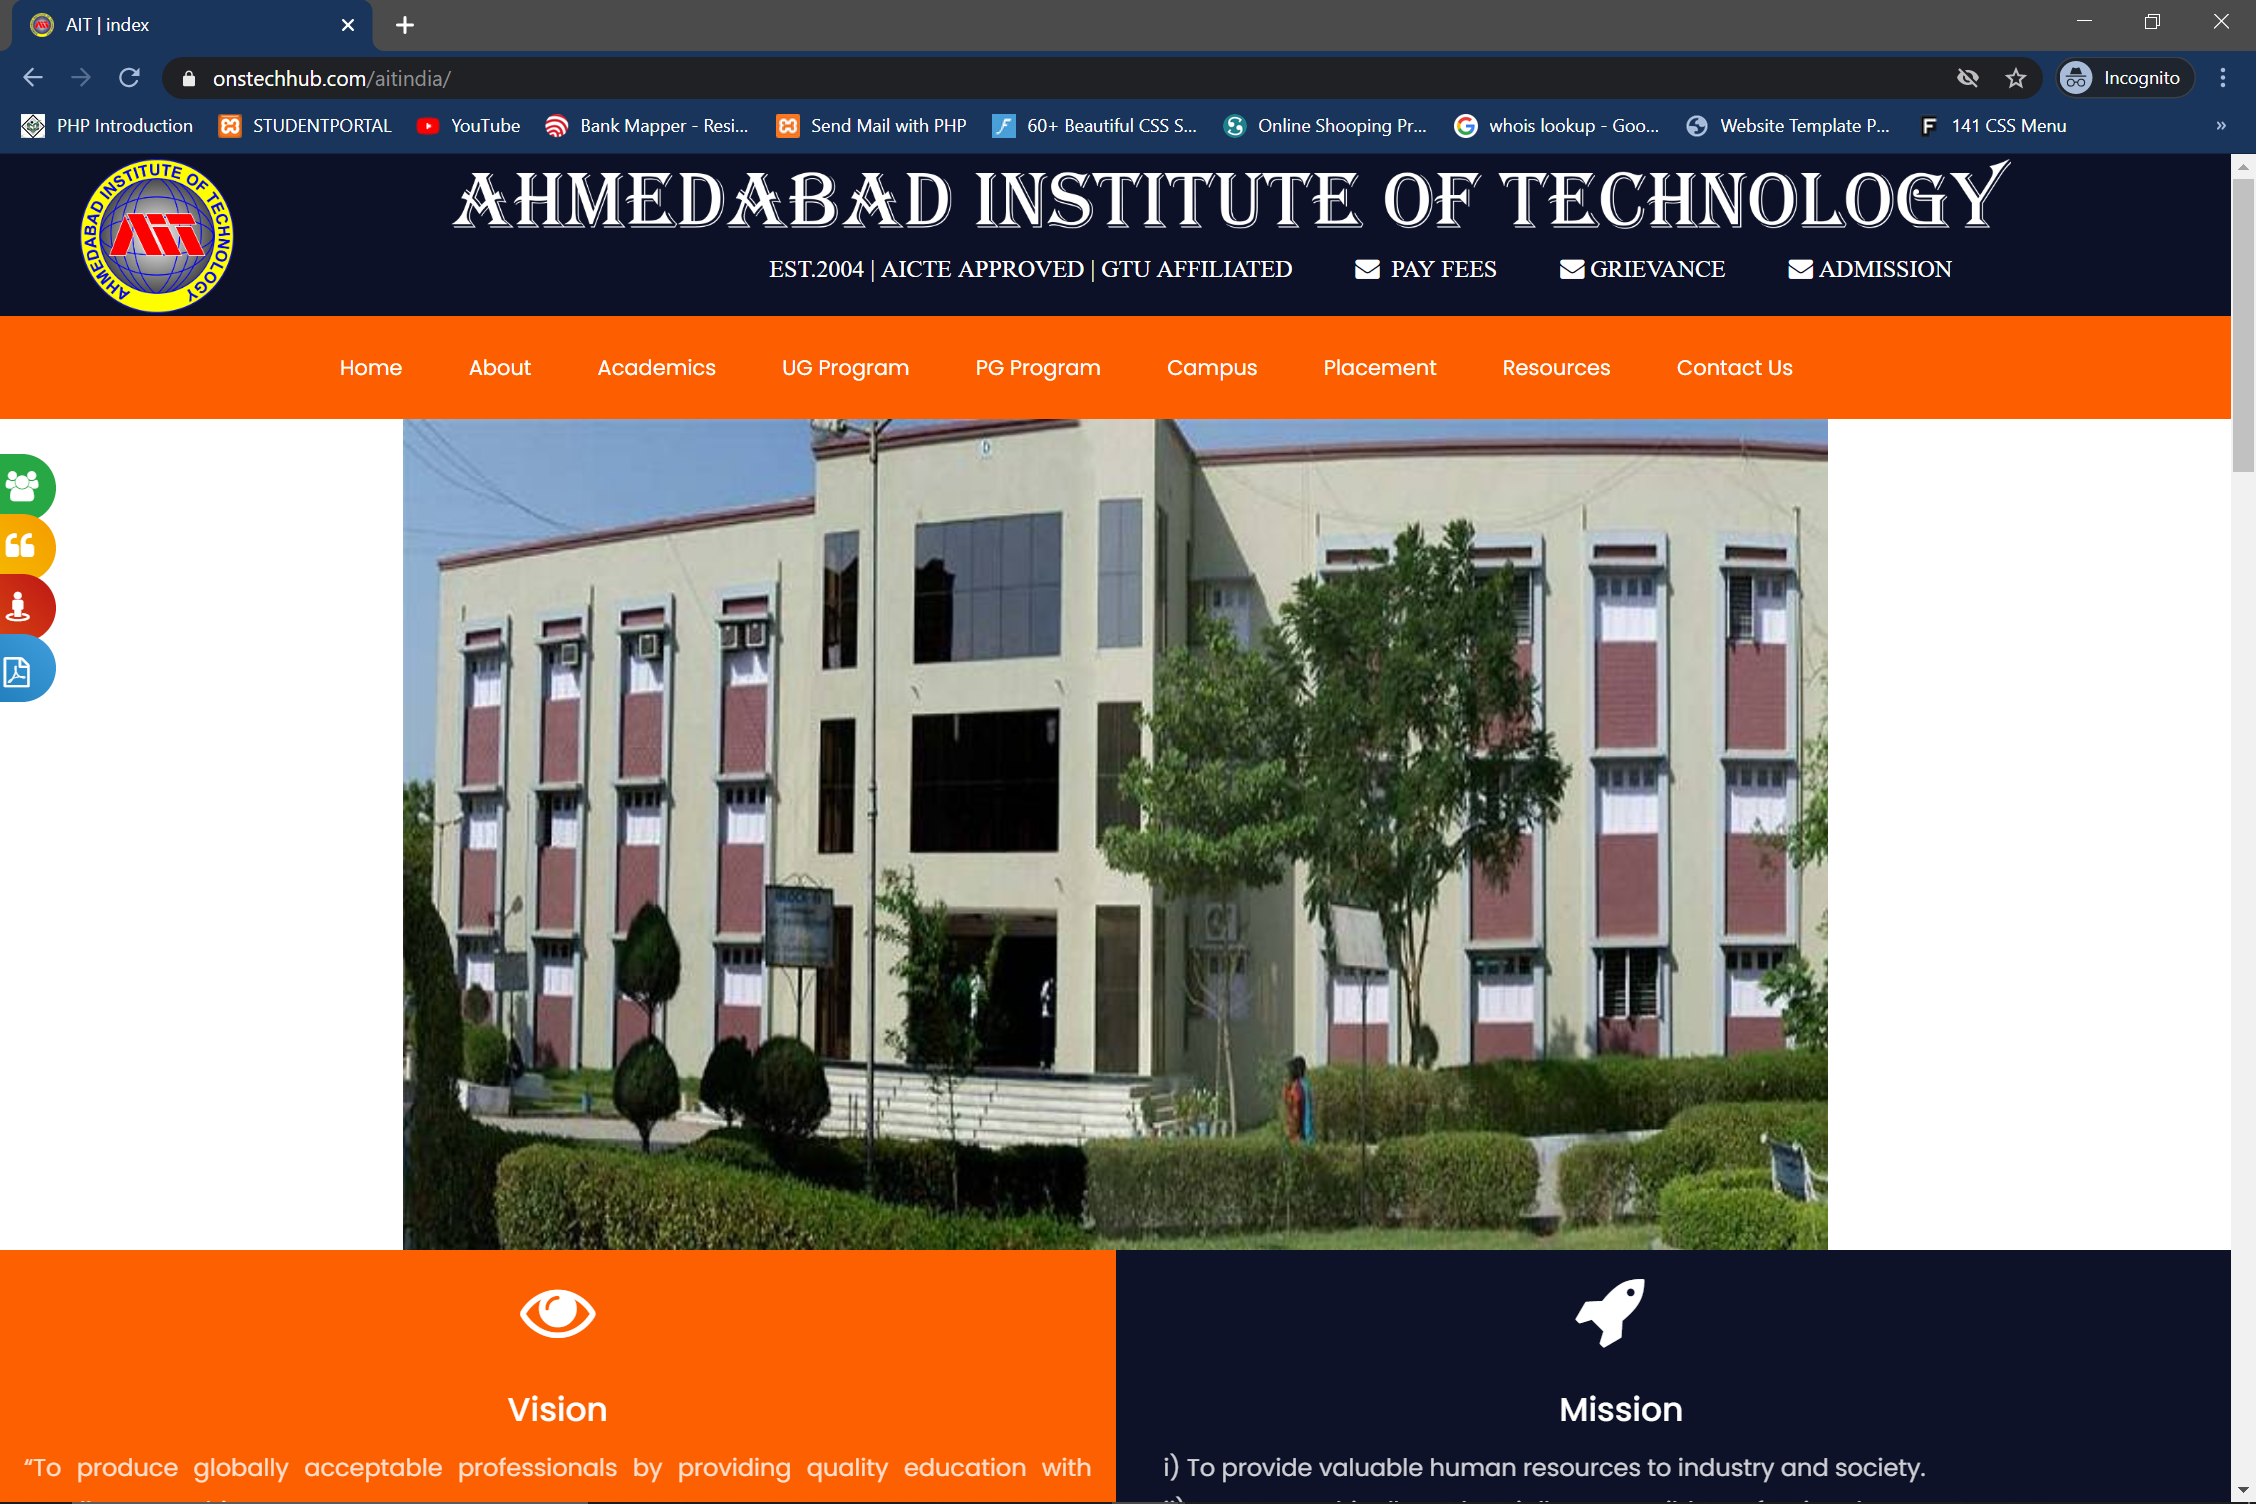 AIT | index
onstechhub.com/aitindia/
Incognito
PHP Introduction
STUDENTPORTAL
YouTube
Bank Mapper - Resi...
Send Mail with PHP
60+ Beautiful CSS S...
Online Shooping Pr...
whois lookup - Goo...
Website Template P...
141 CSS Menu
»
AHMEDABAD INSTITUTE OF TECHNOLOGY
AIT
AHMEDABAD INSTITUTE OF TECHNOLOGY
EST.2004 | AICTE APPROVED | GTU AFFILIATED
PAY FEES
GRIEVANCE
ADMISSION
Home
About
Academics
UG Program
PG Program
Campus
Placement
Resources
Contact Us
D
Vision
“To produce globally acceptable professionals by providing quality education with
Mission
i) To provide valuable human resources to industry and society.